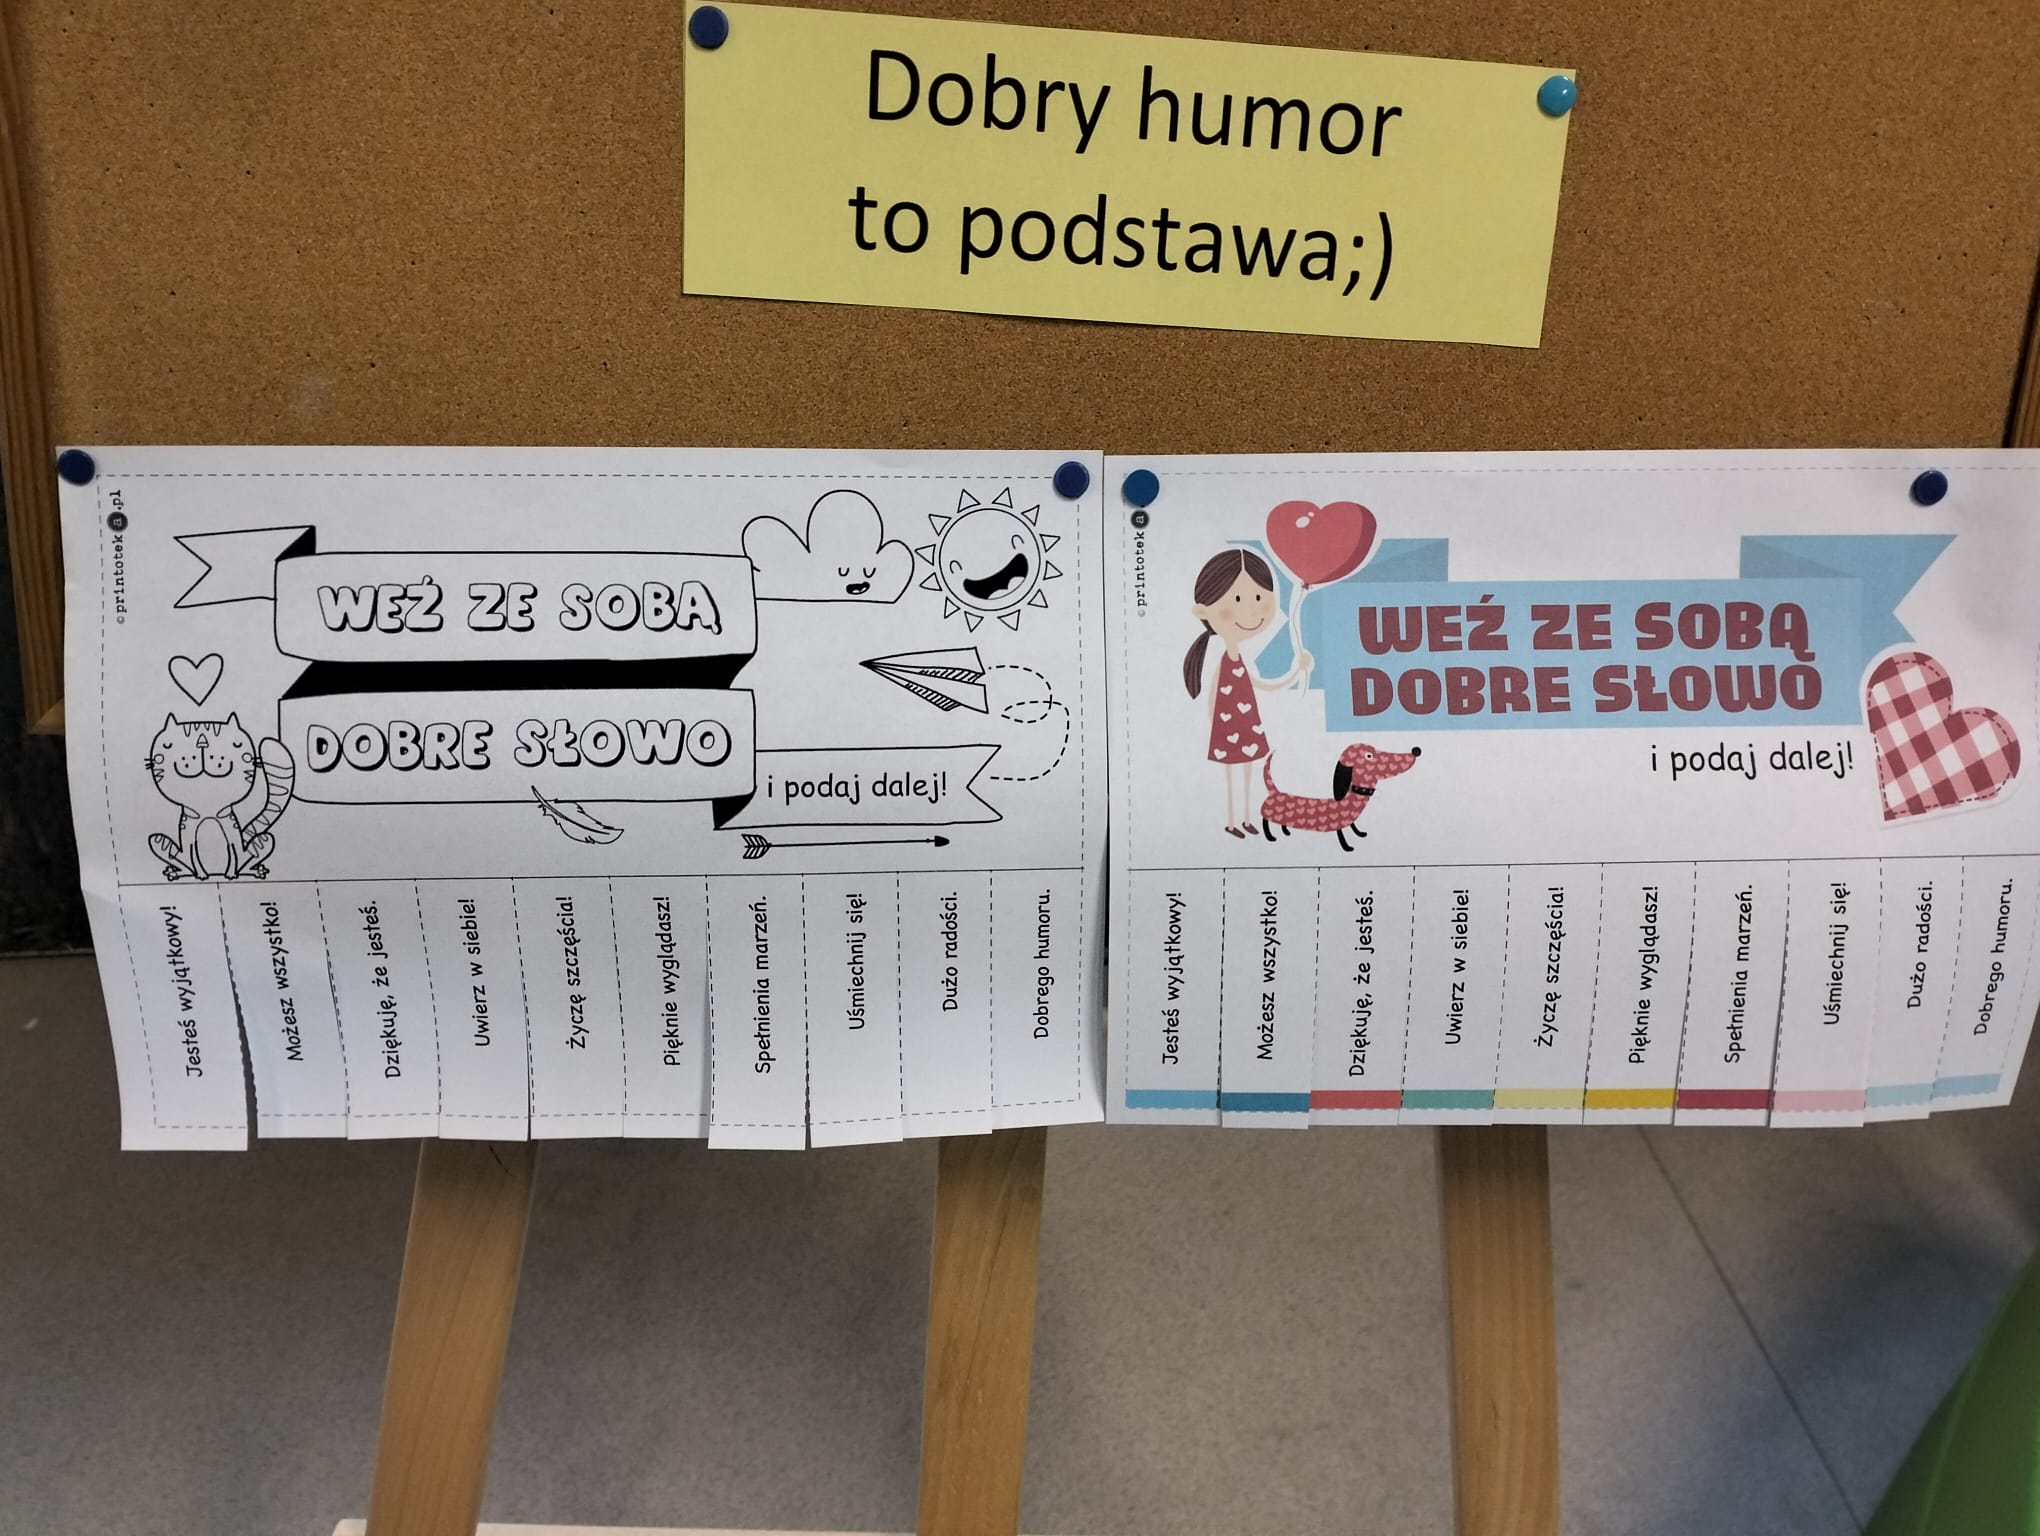 Dobry humor
to podstawa;)
©printoteka.pl
WEŹ ZE SOBĄ
DOBRE SŁOWO
i podaj dalej!
Jesteś wyjątkowy!
Możesz wszystko!
Dziękuję, że jesteś.
Uwierz w siebie!
Życzę szczęścia!
Pięknie wyglądasz!
Spełnienia marzeń.
Uśmiechnij się!
Dużo radości.
Dobrego humoru.
©printoteka
WEŹ ZE SOBĄ
DOBRE SŁOWO
i podaj dalej!
Jesteś wyjątkowy!
Możesz wszystko!
Dziękuję, że jesteś.
Uwierz w siebie!
Życzę szczęścia!
Pięknie wyglądasz!
Spełnienia marzeń.
Uśmiechnij się!
Dużo radości.
Dobrego humoru.